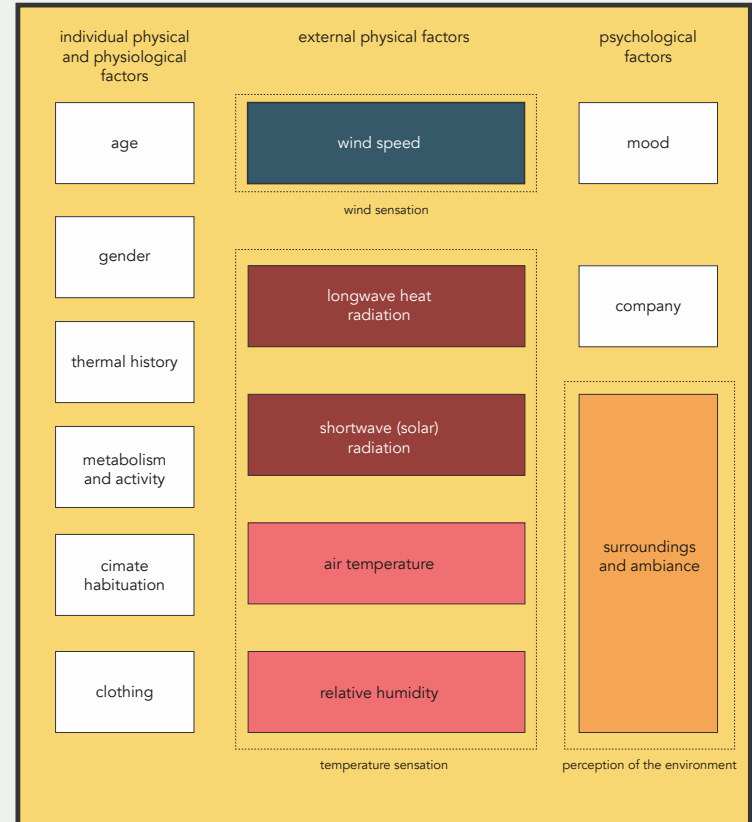 individual physical
and physiological
factors
age
gender
thermal history
metabolism
and activity
cimate
habituation
clothing
external physical factors
wind speed
wind sensation
longwave heat
radiation
shortwave (solar)
radiation
air temperature
relative humidity
temperature sensation
psychological
factors
mood
company
surroundings
and ambiance
perception of the environment